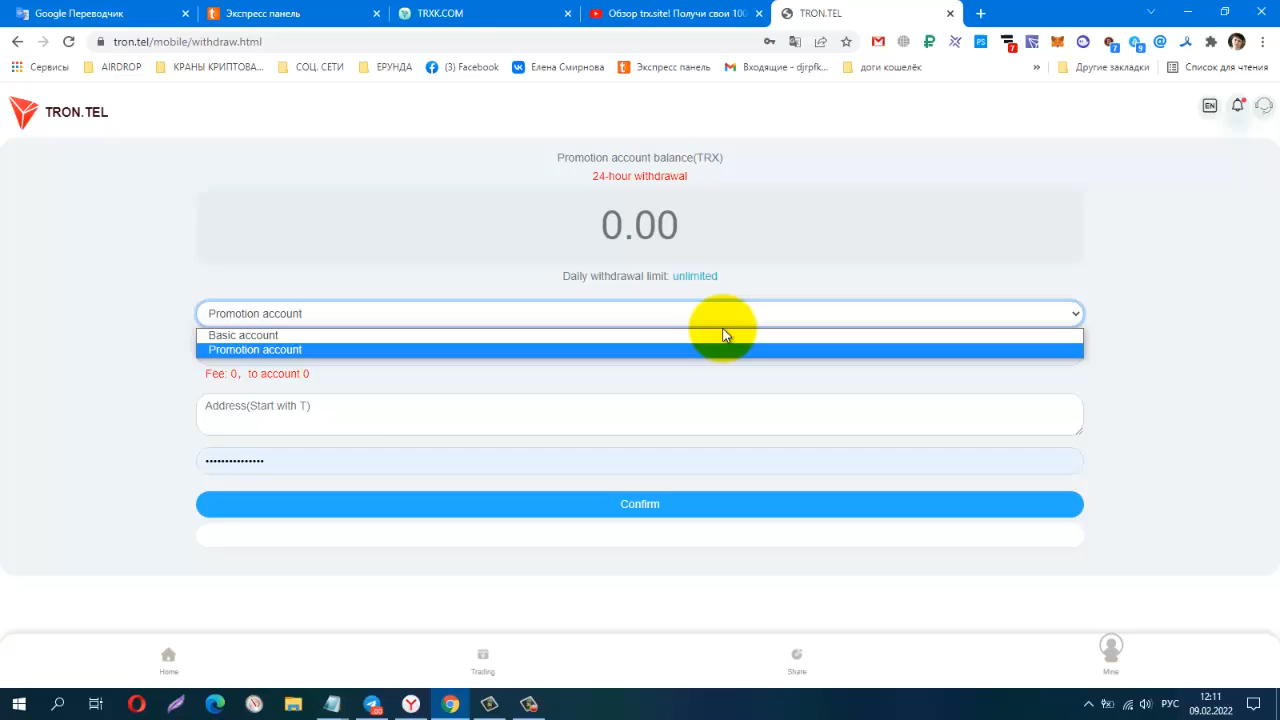 Google Переводчик
Экспресс панель
TRXK.COM
Обзор trx.site! Получи свои 100
TRON.TEL
tron.tel/mobile/withdraw.html
7
7
9
Сервисы
AIRDROP
КРАНЫ КРИПТОВА...
СОЦ. СЕТИ
ЕРУНДА
(3) Facebook
Елена Смирнова
Экспресс панель
Входящие – djrpfk...
доги кошелёк
»
Другие закладки
Список для чтения
TRON.TEL
EN
Promotion account balance(TRX)
24-hour withdrawal
0.00
Daily withdrawal limit: unlimited
Promotion account
Basic account
Promotion account
Fee: 0, to account 0
Address(Start with T)
•••••••••••••••
Confirm
Home
Trading
Share
Mine
РУС
12:11
09.02.2022